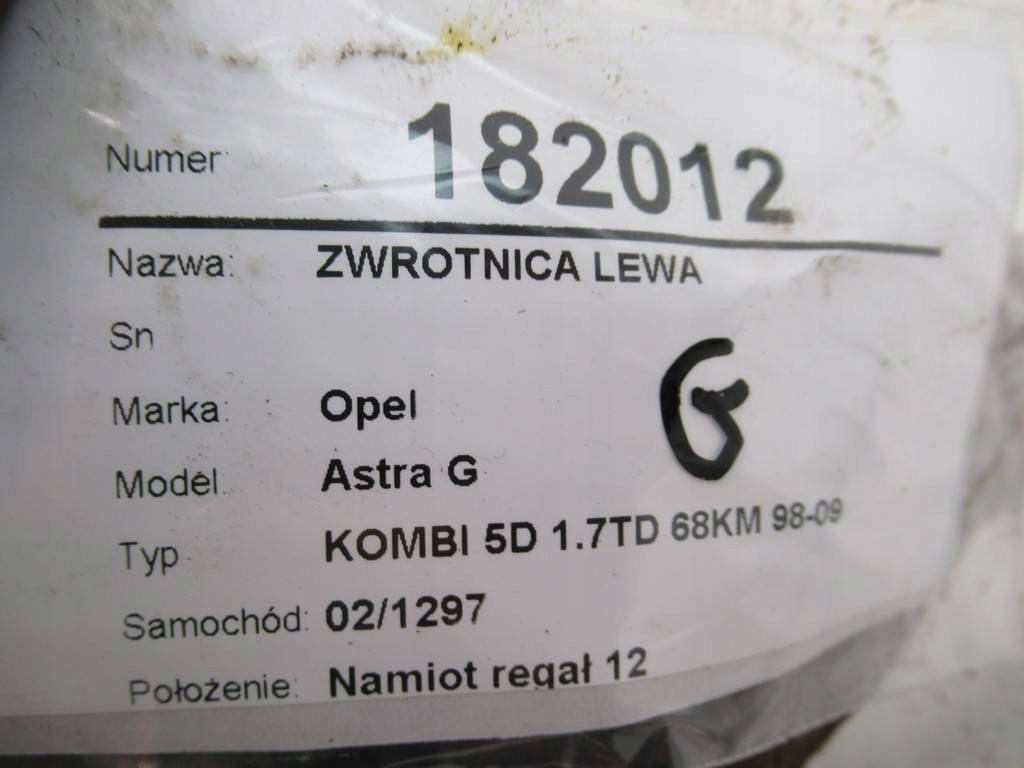 Numer: 182012
Nazwa: ZWROTNICA LEWA
Sn
G
Marka: Opel
Model: Astra G
Typ KOMBI 5D 1.7TD 68KM 98-09
Samochód: 02/1297
Położenie: Namiot regał 12